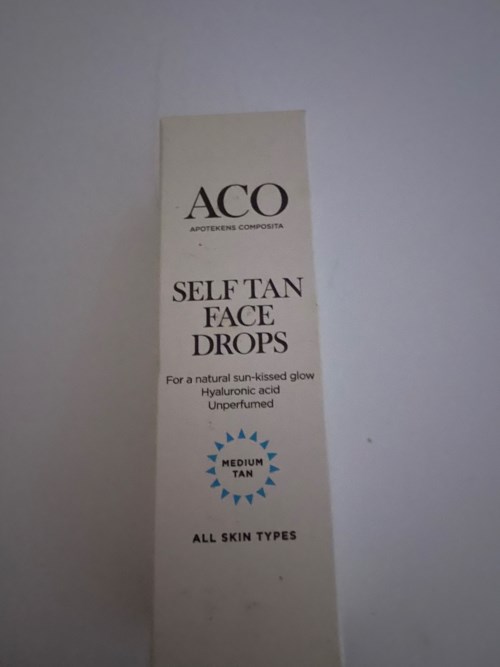 ACO
APOTEKENS COMPOSITA
SELF TAN
FACE
DROPS
For a natural sun-kissed glow
Hyaluronic acid
Unperfumed
MEDIUM
TAN
ALL SKIN TYPES